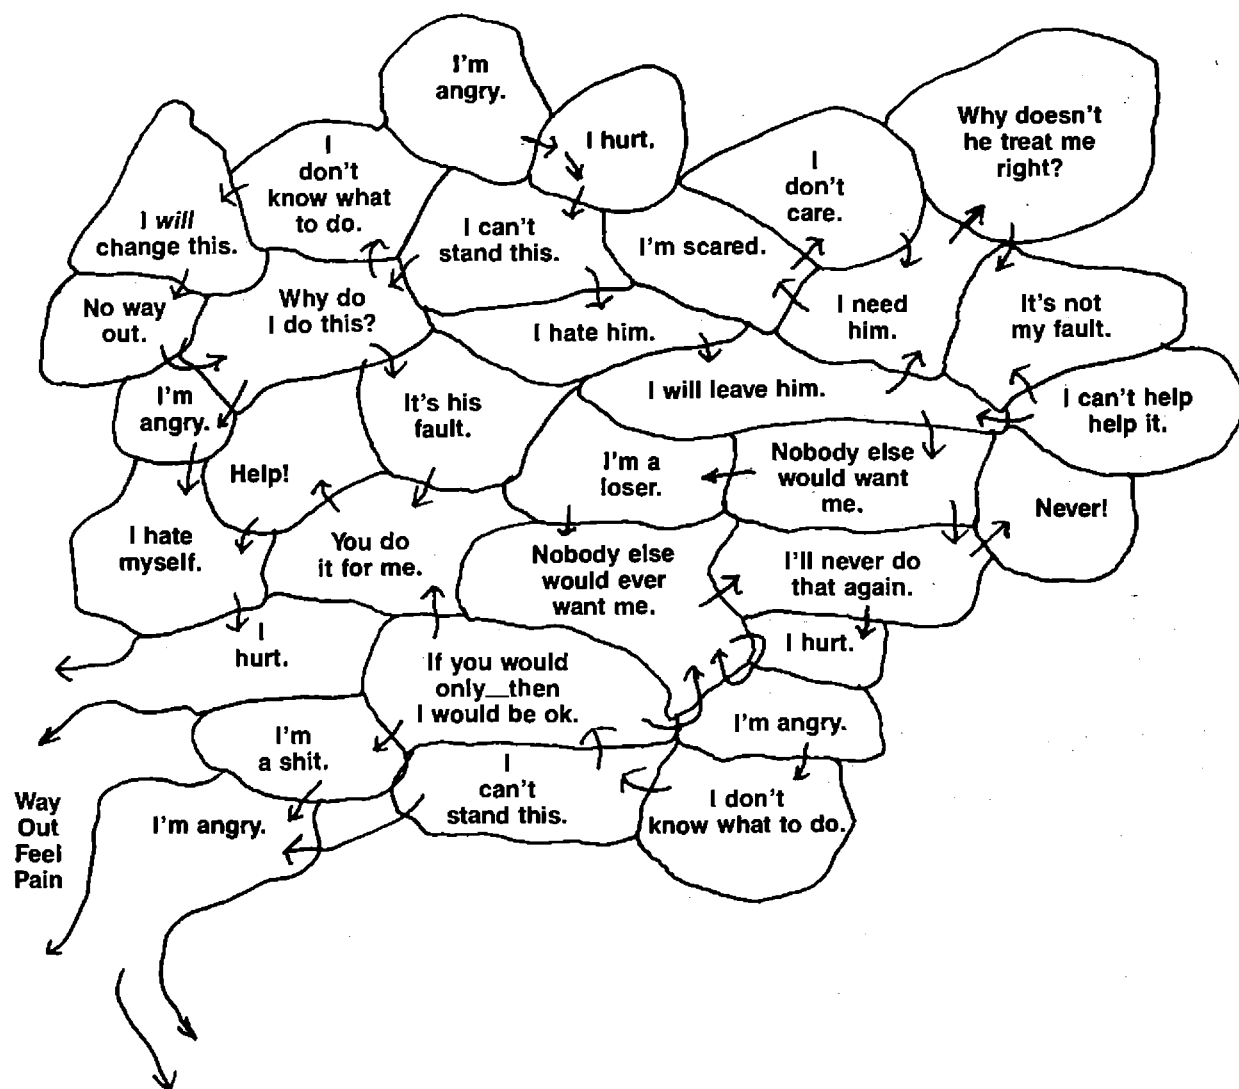 I'm
angry.
I hurt.
Why doesn't
he treat me
right?
I
don't
know what
to do.
I
don't
care.
I will
change this.
I can't
stand this.
I'm scared.
No way
out.
Why do
I do this?
I hate him.
I need
him.
It's not
my fault.
I'm
angry.
It's his
fault.
I will leave him.
I can't help
help it.
Help!
I'm a
loser.
Nobody else
would want
me.
Never!
I hate
myself.
You do
it for me.
Nobody else
would ever
want me.
I'll never do
that again.
I
hurt.
If you would
only__then
I would be ok.
I hurt.
I'm
a shit.
I'm angry.
Way
Out
Feel
Pain
I'm angry.
I
can't
stand this.
I don't
know what to do.